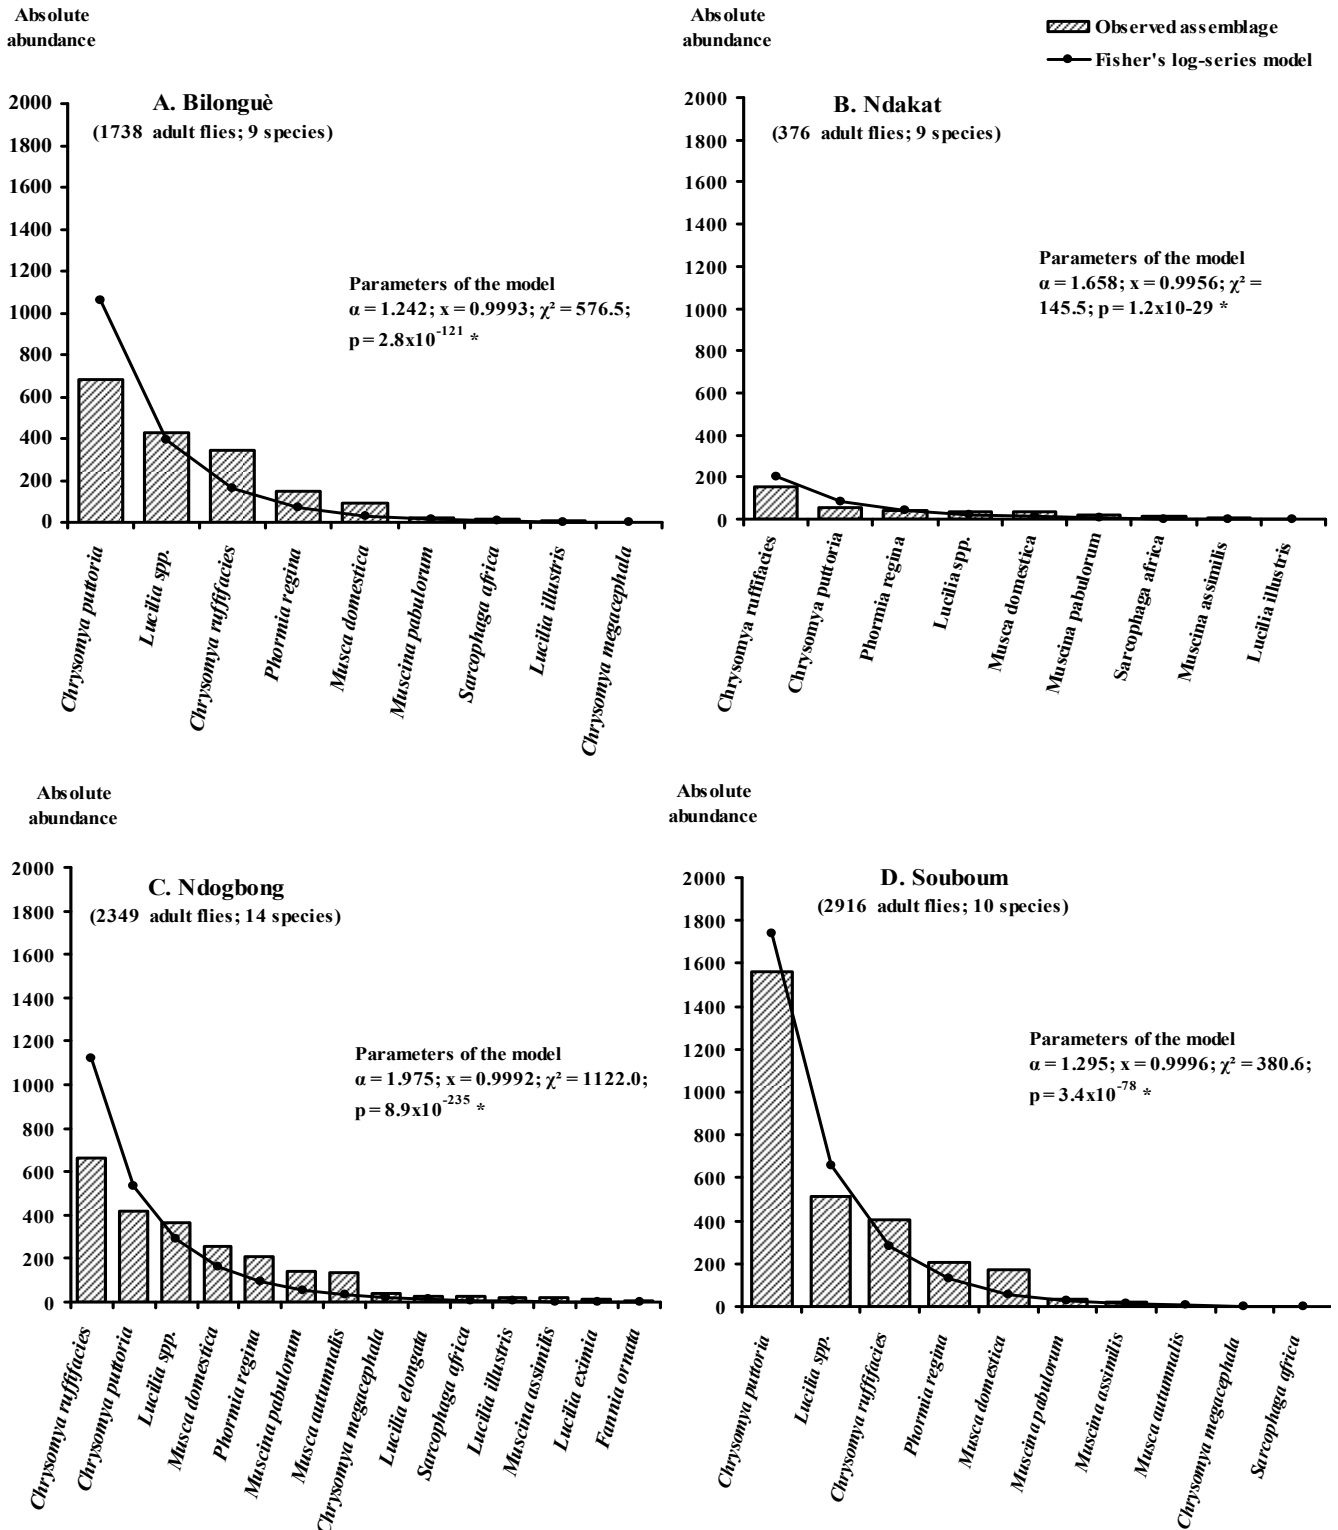 Absolute
abundance
Absolute
abundance
Observed assemblage
Fisher's log-series model
A. Bilonguè
(1738 adult flies; 9 species)
2000
1800
1600
1400
1200
1000
800
600
400
200
0
Parameters of the model
α = 1.242; x = 0.9993; χ² = 576.5;
p = 2.8x10-121 *
Chrysomya puttoria
Lucilia spp.
Chrysomya ruffifacies
Phormia regina
Musca domestica
Muscina pabulorum
Sarcophaga africa
Lucilia illustris
Chrysomya megacephala
B. Ndakat
(376 adult flies; 9 species)
2000
1800
1600
1400
1200
1000
800
600
400
200
0
Parameters of the model
α = 1.658; x = 0.9956; χ² =
145.5; p = 1.2x10-29 *
Chrysomya ruffifacies
Chrysomya puttoria
Phormia regina
Lucilia spp.
Musca domestica
Muscina pabulorum
Sarcophaga africa
Muscina assimilis
Lucilia illustris
Absolute
abundance
C. Ndogbong
(2349 adult flies; 14 species)
2000
1800
1600
1400
1200
1000
800
600
400
200
0
Parameters of the model
α = 1.975; x = 0.9992; χ² = 1122.0;
p = 8.9x10-235 *
Chrysomya ruffifacies
Chrysomya puttoria
Lucilia spp.
Musca domestica
Phormia regina
Muscina pabulorum
Musca autumnalis
Chrysomya megacephala
Lucilia elongata
Sarcophaga africa
Lucilia illustris
Muscina assimilis
Lucilia eximia
Fannia ornata
Absolute
abundance
D. Souboum
(2916 adult flies; 10 species)
2000
1800
1600
1400
1200
1000
800
600
400
200
0
Parameters of the model
α = 1.295; x = 0.9996; χ² = 380.6;
p = 3.4x10-78 *
Chrysomya puttoria
Lucilia spp.
Chrysomya ruffifacies
Phormia regina
Musca domestica
Muscina pabulorum
Muscina assimilis
Musca autumnalis
Chrysomya megacephala
Sarcophaga africa